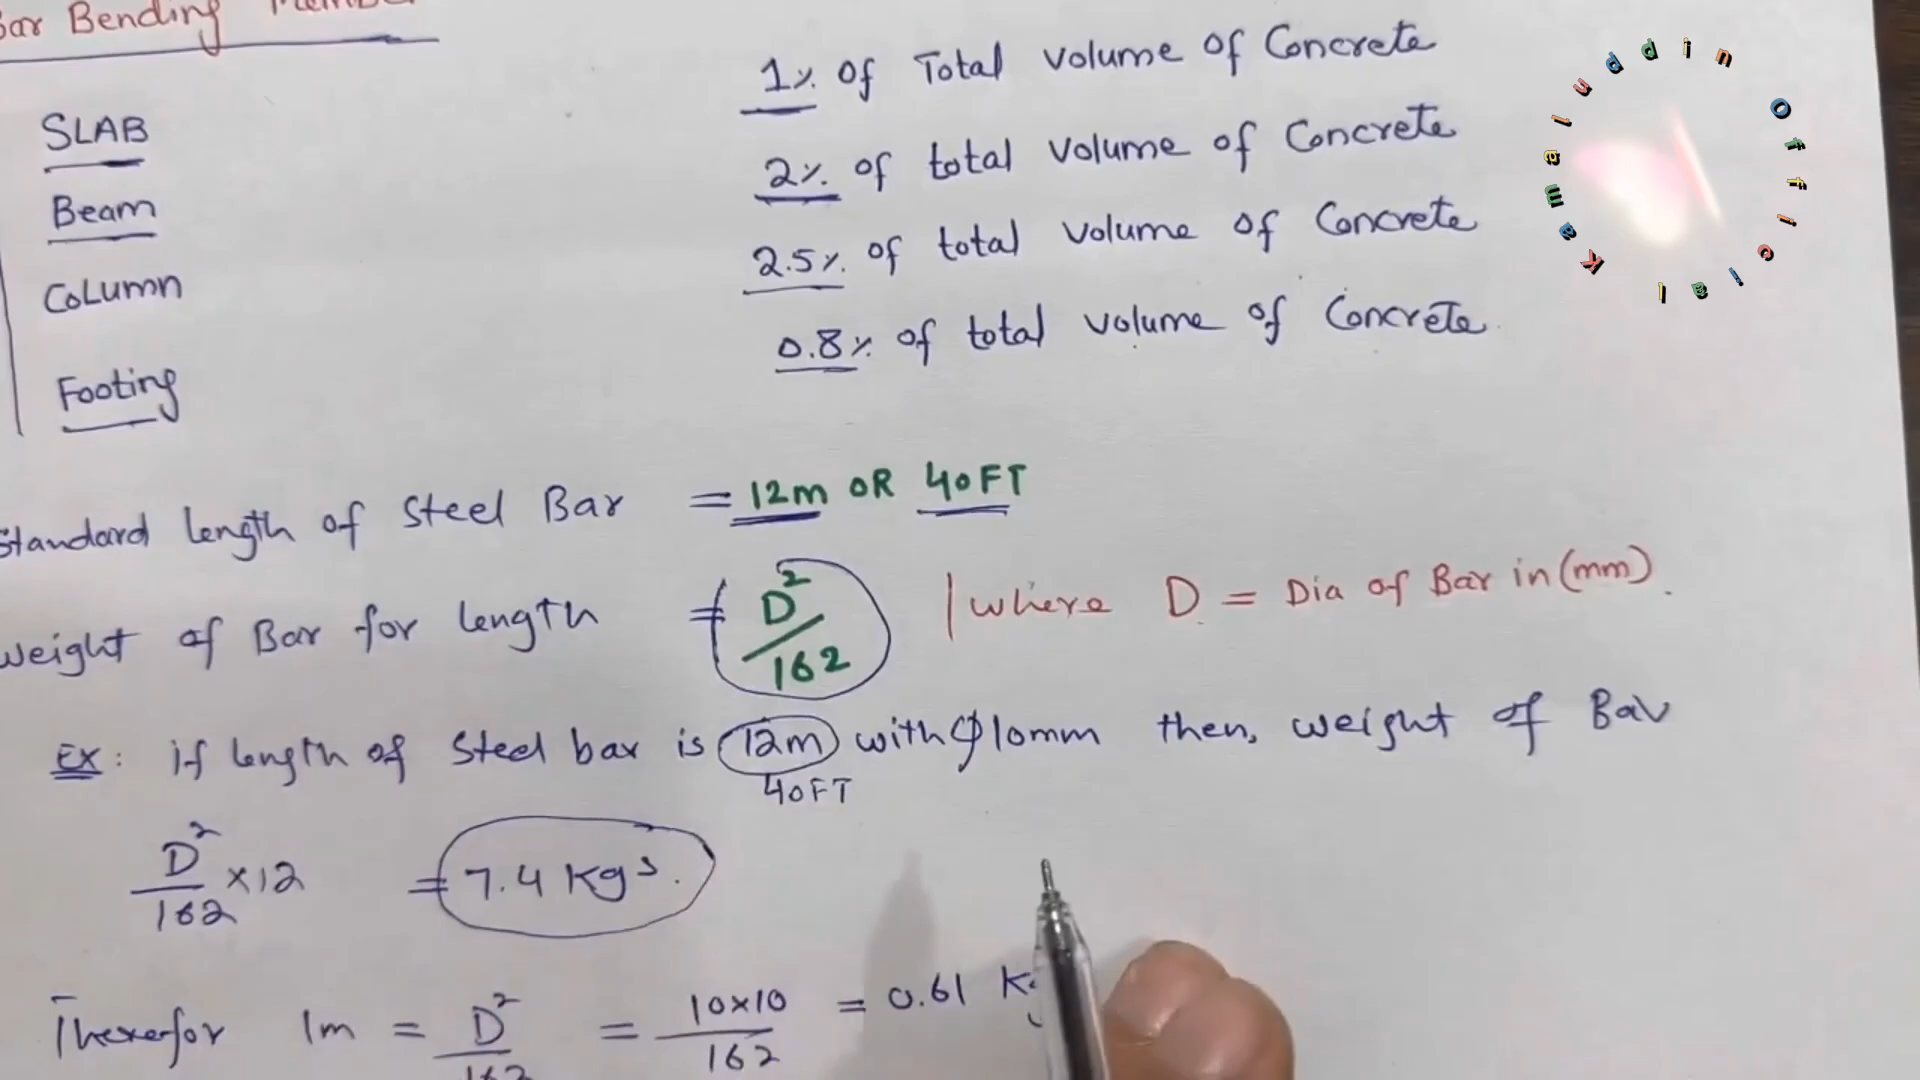 Bar Bending Member
SLAB 1% of Total Volume of Concrete
Beam 2% of total Volume of Concrete
Column 2.5% of total Volume of Concrete
Footing 0.8% of total Volume of Concrete
Standard length of Steel Bar = 12m OR 40FT
Weight of Bar for length = D²/162 | where D = Dia of Bar in (mm).
Ex: if length of Steel bar is 12m with ϕ10mm then, weight of Bar
40FT
D²/162 ×12 = 7.4 Kgs.
Therefor 1m = D²/162 = 10×10/162 = 0.61
Kamaluddin Official